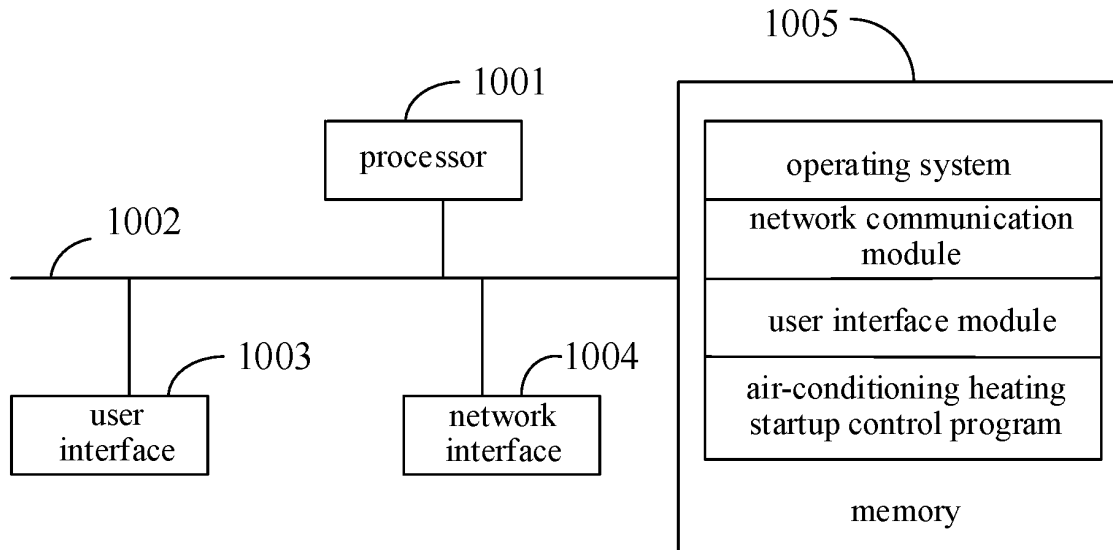 1005
1001
processor
operating system
network communication
module
1002
user interface module
1003
1004
air-conditioning heating
startup control program
user
interface
network
interface
memory